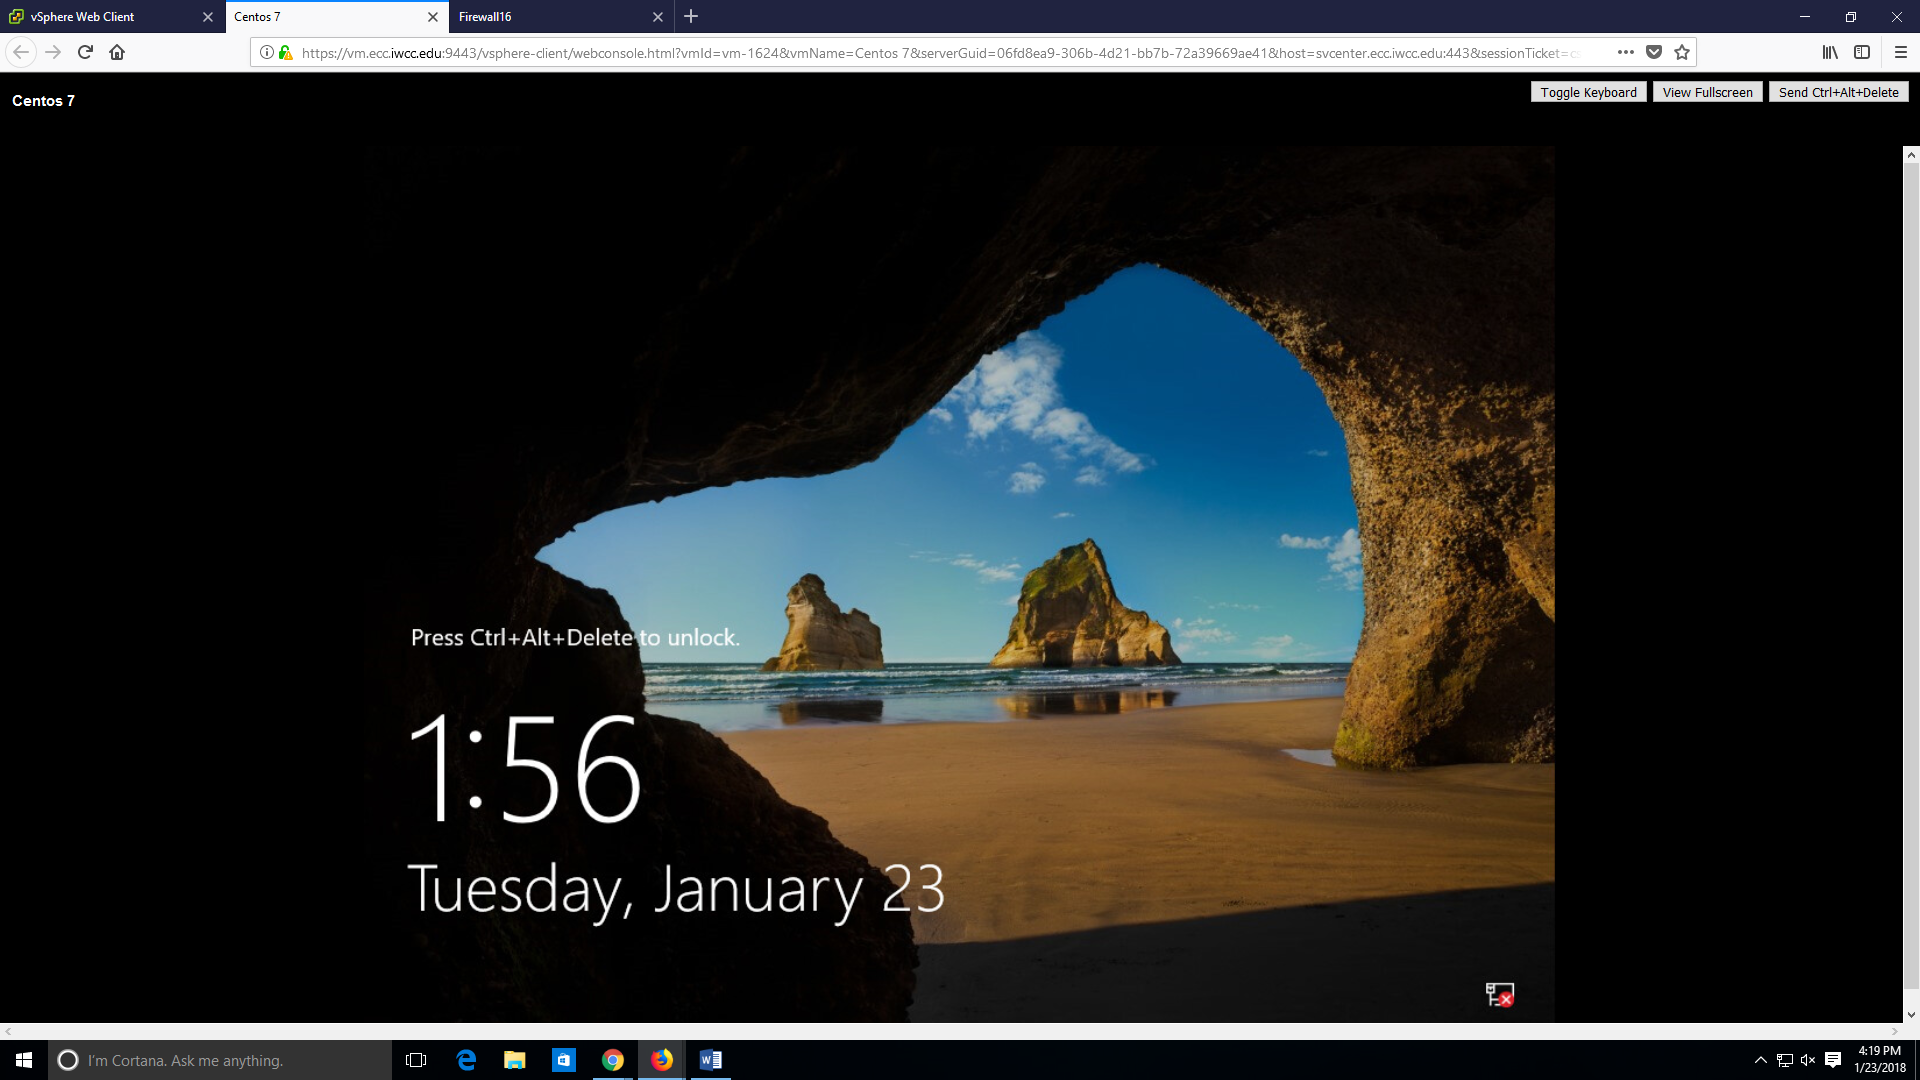 vSphere Web Client
Centos 7
Firewall16
https://vm.ecc.iwcc.edu:9443/vsphere-client/webconsole.html?vmId=vm-1624&vmName=Centos 7&serverGuid=06fd8ea9-306b-4d21-bb7b-72a39669ae41&host=svcenter.ecc.iwcc.edu:443&sessionTicket=
Centos 7
Toggle Keyboard
View Fullscreen
Send Ctrl+Alt+Delete
Press Ctrl+Alt+Delete to unlock.
1:56
Tuesday, January 23
I'm Cortana. Ask me anything.
4:19 PM
1/23/2018